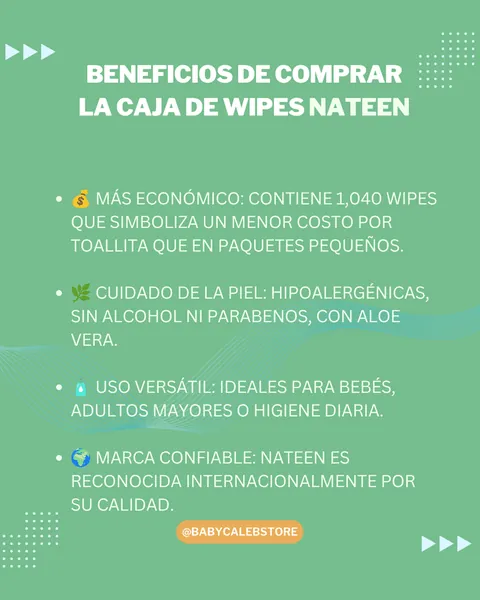 BENEFICIOS DE COMPRAR
LA CAJA DE WIPES NATEEN
• 💰 MÁS ECONÓMICO: CONTIENE 1,040 WIPES
QUE SIMBOLIZA UN MENOR COSTO POR
TOALLITA QUE EN PAQUETES PEQUEÑOS.
• 🌿 CUIDADO DE LA PIEL: HIPOALERGÉNICAS,
SIN ALCOHOL NI PARABENOS, CON ALOE
VERA.
• 🧴 USO VERSÁTIL: IDEALES PARA BEBÉS,
ADULTOS MAYORES O HIGIENE DIARIA.
• 🌍 MARCA CONFIABLE: NATEEN ES
RECONOCIDA INTERNACIONALMENTE POR
SU CALIDAD.
@BABYCALEBSTORE